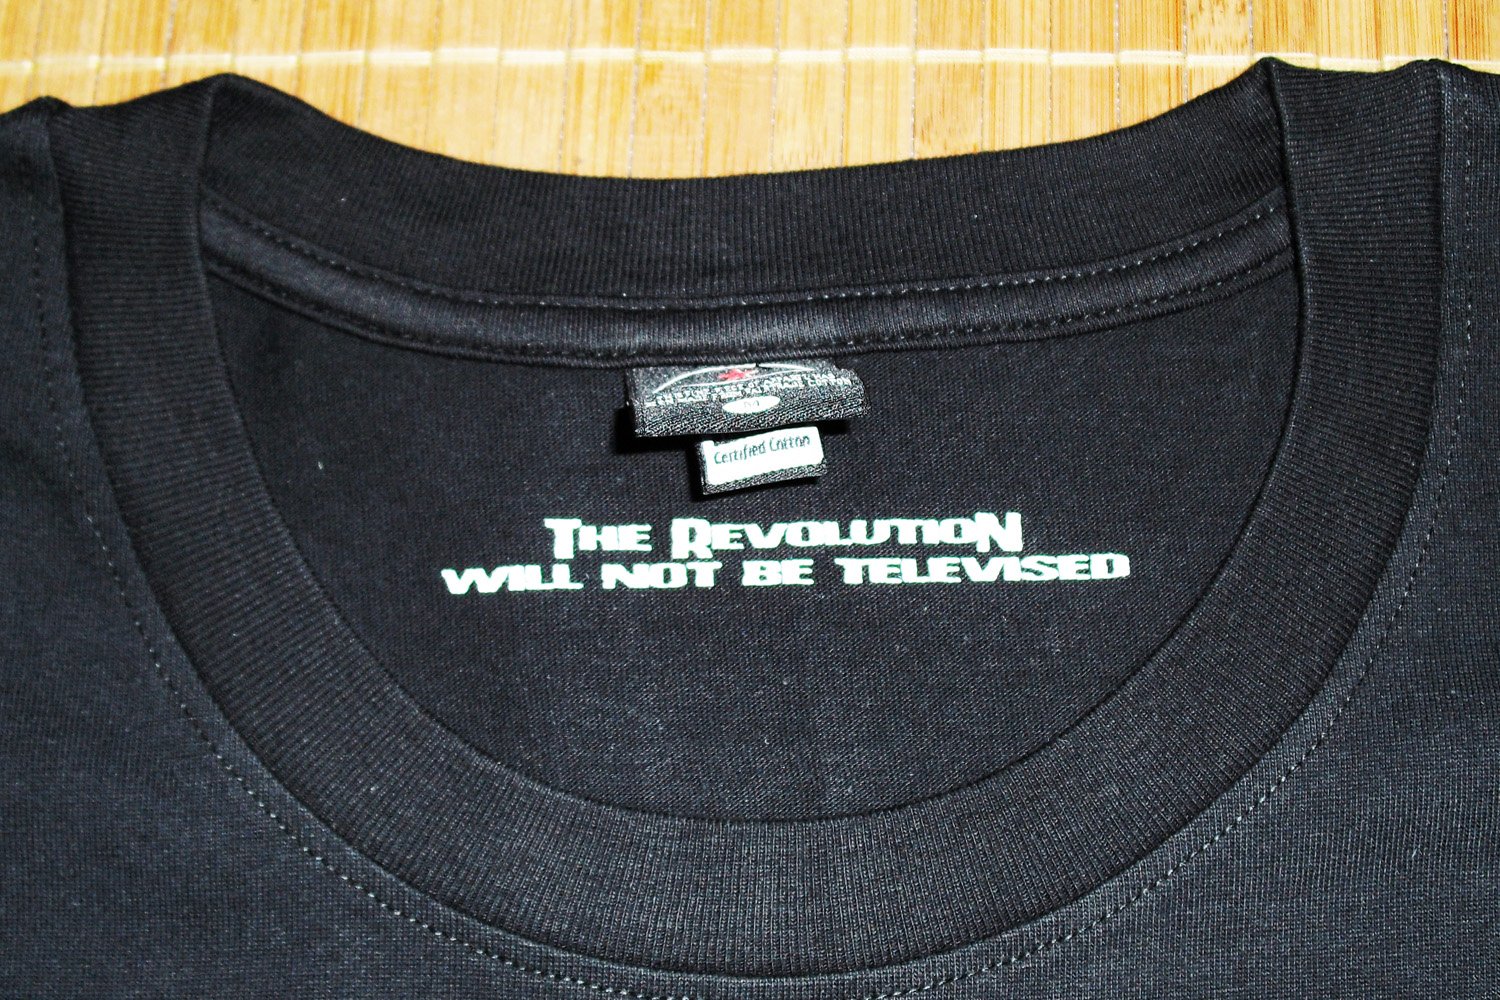 Certified Cotton
THE REVOLUTION
WILL NOT BE TELEVISED